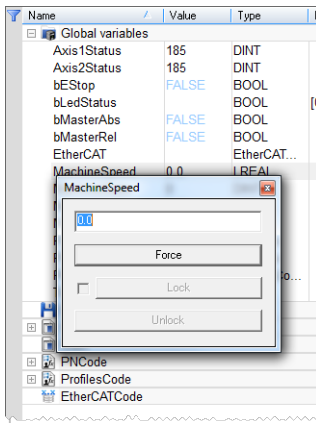 Name / Value Type
Global variables
Axis1Status 185 DINT
Axis2Status 185 DINT
bEStop FALSE BOOL
bLedStatus BOOL
bMasterAbs FALSE BOOL
bMasterRel FALSE BOOL
EtherCAT EtherCAT...
MachineSpeed 0.0 LREAL
MachineSpeed
0.0
Force
Lock
Unlock
PNCode
ProfilesCode
EtherCATCode